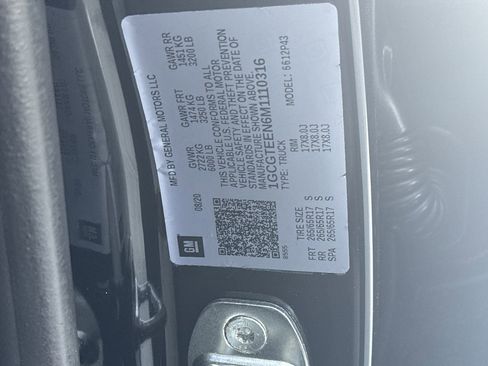 MFD BY GENERAL MOTORS LLC
08/20
GVWR
2722 KG
6000 LB
GAWR FRT
1474 KG
3250 LB
GAWR RR
1451 KG
3200 LB
THIS VEHICLE CONFORMS TO ALL
APPLICABLE U.S. FEDERAL MOTOR
VEHICLE SAFETY AND THEFT PREVENTION
STANDARDS IN EFFECT ON THE DATE OF
MANUFACTURE SHOWN ABOVE.
1GCGTEEN6M1110316
TYPE: TRUCK
MODEL: 6612P43
GM
8555
TIRE SIZE RIM
FRT 265/65R17 S 17X8.0J
RR 265/65R17 S 17X8.0J
SPA 265/65R17 S 17X8.0J